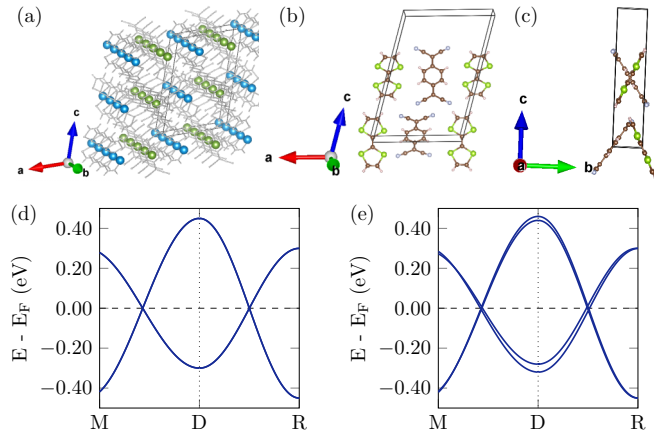 (a)
c
a
b
(b)
c
a
b
(c)
c
a
b
(d)
E - E_F (eV)
0.40
0.20
0.00
−0.20
−0.40
M
D
R
(e)
E - E_F (eV)
0.40
0.20
0.00
−0.20
−0.40
M
D
R